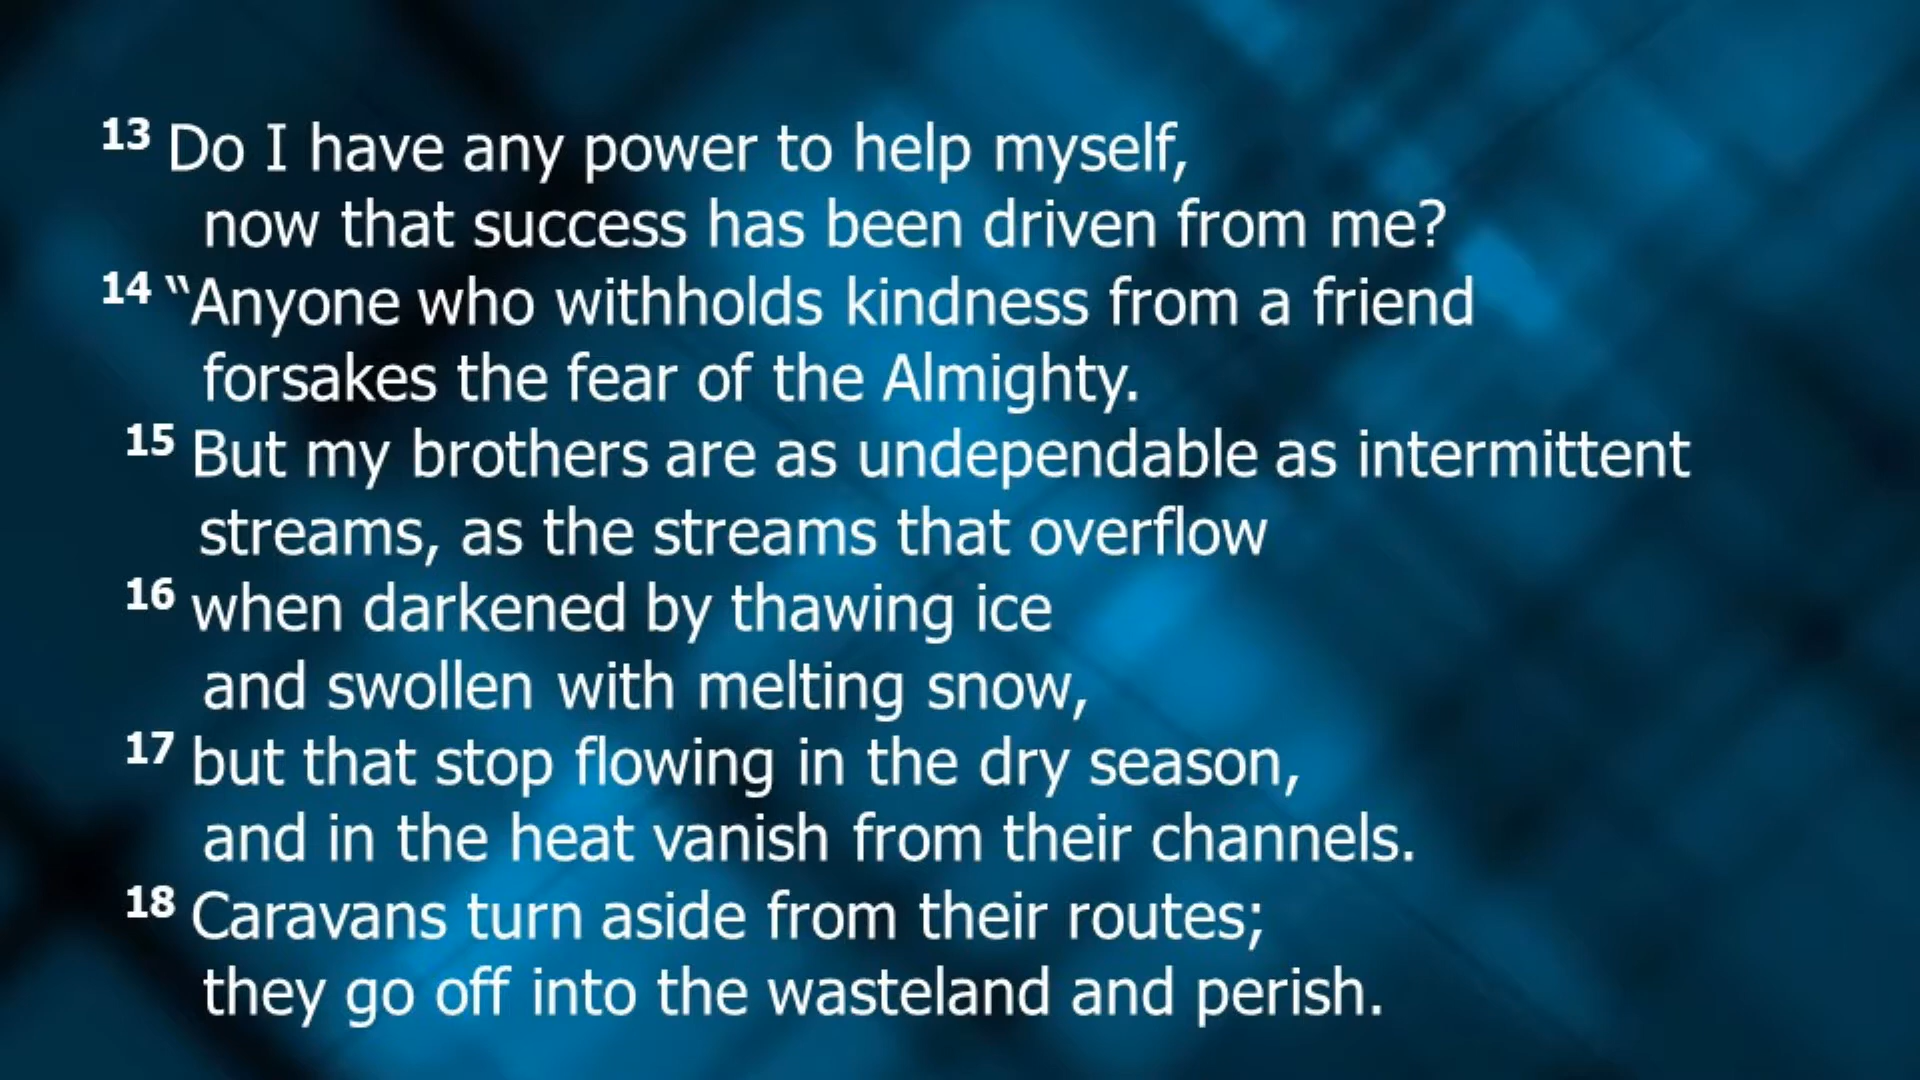 13 Do I have any power to help myself,
now that success has been driven from me?
14 “Anyone who withholds kindness from a friend
forsakes the fear of the Almighty.
15 But my brothers are as undependable as intermittent
streams, as the streams that overflow
16 when darkened by thawing ice
and swollen with melting snow,
17 but that stop flowing in the dry season,
and in the heat vanish from their channels.
18 Caravans turn aside from their routes;
they go off into the wasteland and perish.